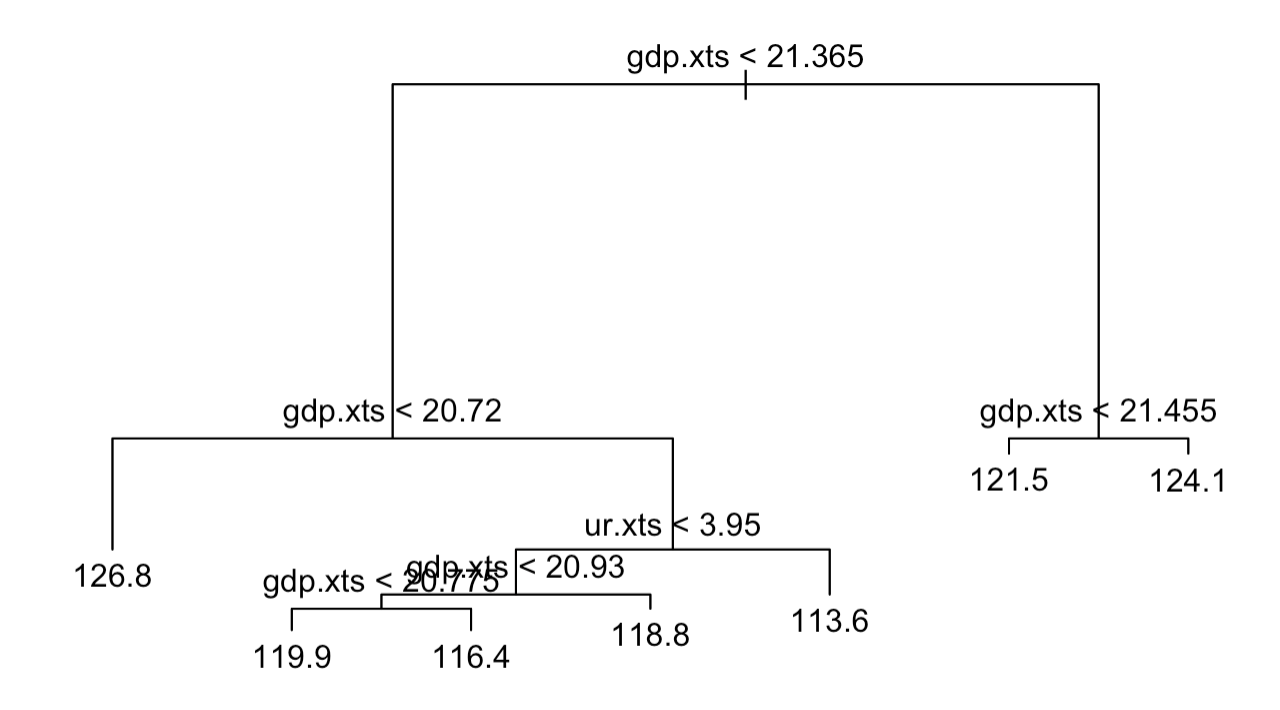 gdp.xts < 21.365
gdp.xts < 20.72
gdp.xts < 21.455
121.5
124.1
ur.xts < 3.95
gdp.xts < 20.93
126.8
gdp.xts < 20.775
113.6
118.8
119.9
116.4